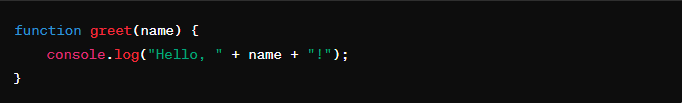 function greet(name) {
    console.log("Hello, " + name + "!");
}